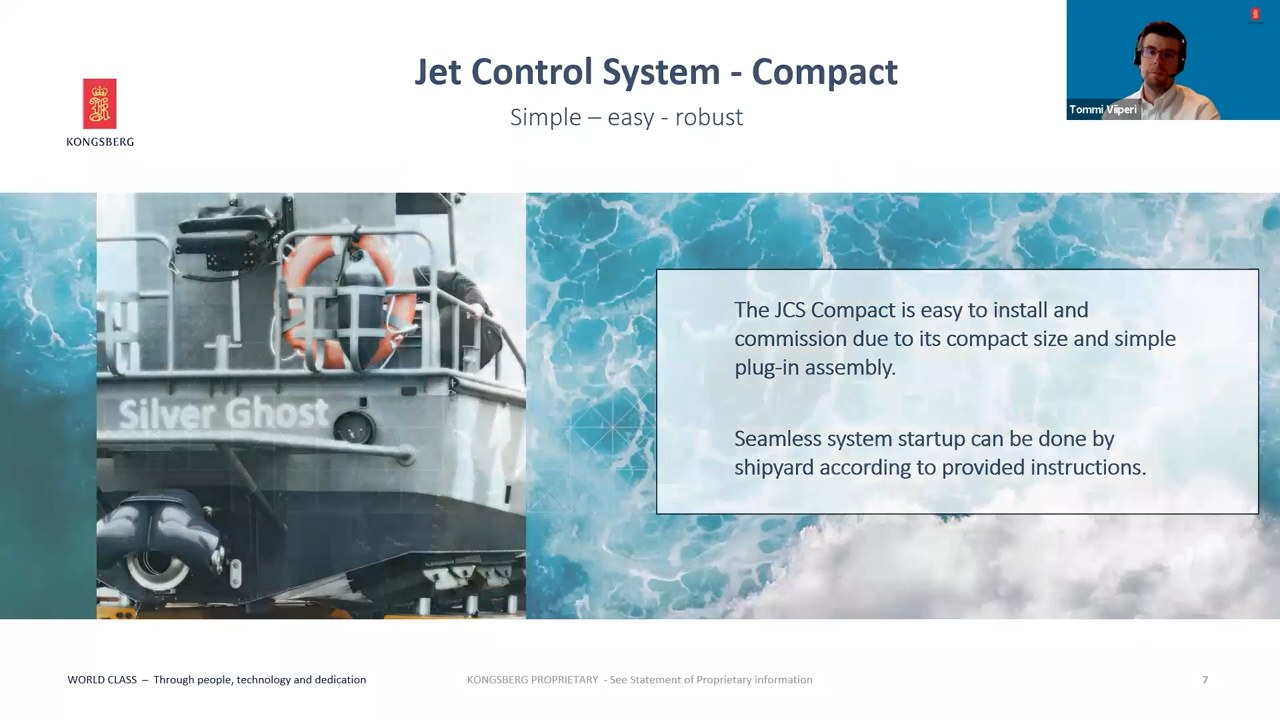 Jet Control System - Compact
Simple – easy - robust
KONGSBERG
Tommi Viiperi
Silver Ghost
The JCS Compact is easy to install and
commission due to its compact size and simple
plug-in assembly.
Seamless system startup can be done by
shipyard according to provided instructions.
WORLD CLASS – Through people, technology and dedication
KONGSBERG PROPRIETARY - See Statement of Proprietary information
7